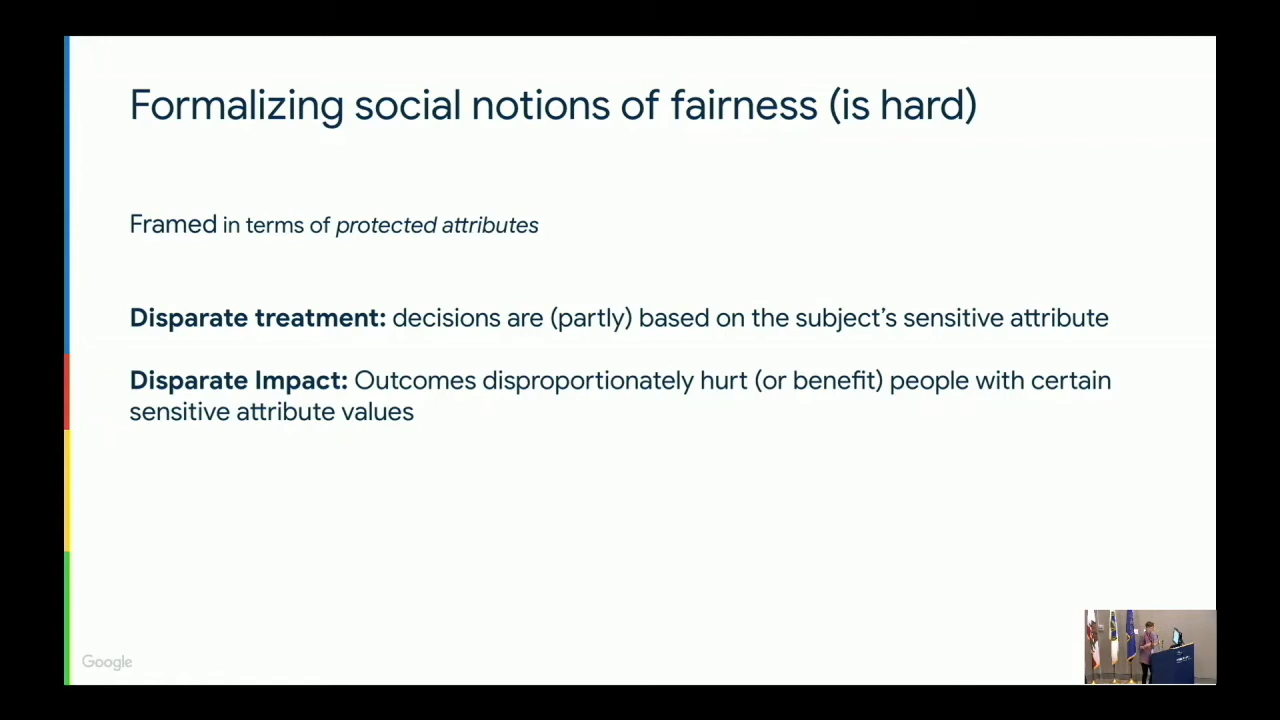 Formalizing social notions of fairness (is hard)
Framed in terms of protected attributes
Disparate treatment: decisions are (partly) based on the subject’s sensitive attribute
Disparate Impact: Outcomes disproportionately hurt (or benefit) people with certain
sensitive attribute values
Google